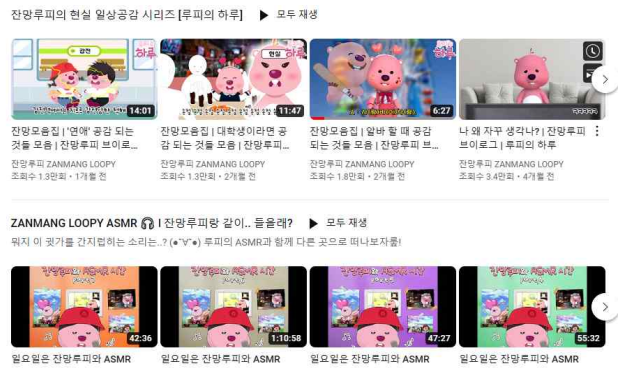 잔망루피의 현실 일상공감 시리즈 [루피의 하루] ▶ 모두 재생
감전
하루
14:01
현실
하루
11:47
하루
6:27
ㅋㅋㅋㅋㅋ
잔망모음집 | '연애' 공감 되는
것들 모음 | 잔망루피 브이로...
잔망루피 ZANMANG LOOPY
조회수 1.3만회 • 1개월 전
잔망모음집 | 대학생이라면 공
감 되는 것들 모음 | 잔망루피...
잔망루피 ZANMANG LOOPY
조회수 1.3만회 • 2개월 전
잔망모음집 | 알바 할 때 공감
되는 것들 모음 | 잔망루피 브...
잔망루피 ZANMANG LOOPY
조회수 1.8만회 • 2개월 전
나 왜 자꾸 생각나? | 잔망루피
브이로그 | 루피의 하루
잔망루피 ZANMANG LOOPY
조회수 3.4만회 • 4개월 전
ZANMANG LOOPY ASMR 🎧 l 잔망루피랑 같이.. 들을래? ▶ 모두 재생
뭐지 이 귓가를 간지럽히는 소리는..? (●'∀'●) 루피의 ASMR과 함께 다른 곳으로 떠나보자룽!
42:36
1:10:58
47:27
55:32
일요일은 잔망루피와 ASMR
일요일은 잔망루피와 ASMR
일요일은 잔망루피와 ASMR
일요일은 잔망루피와 ASMR